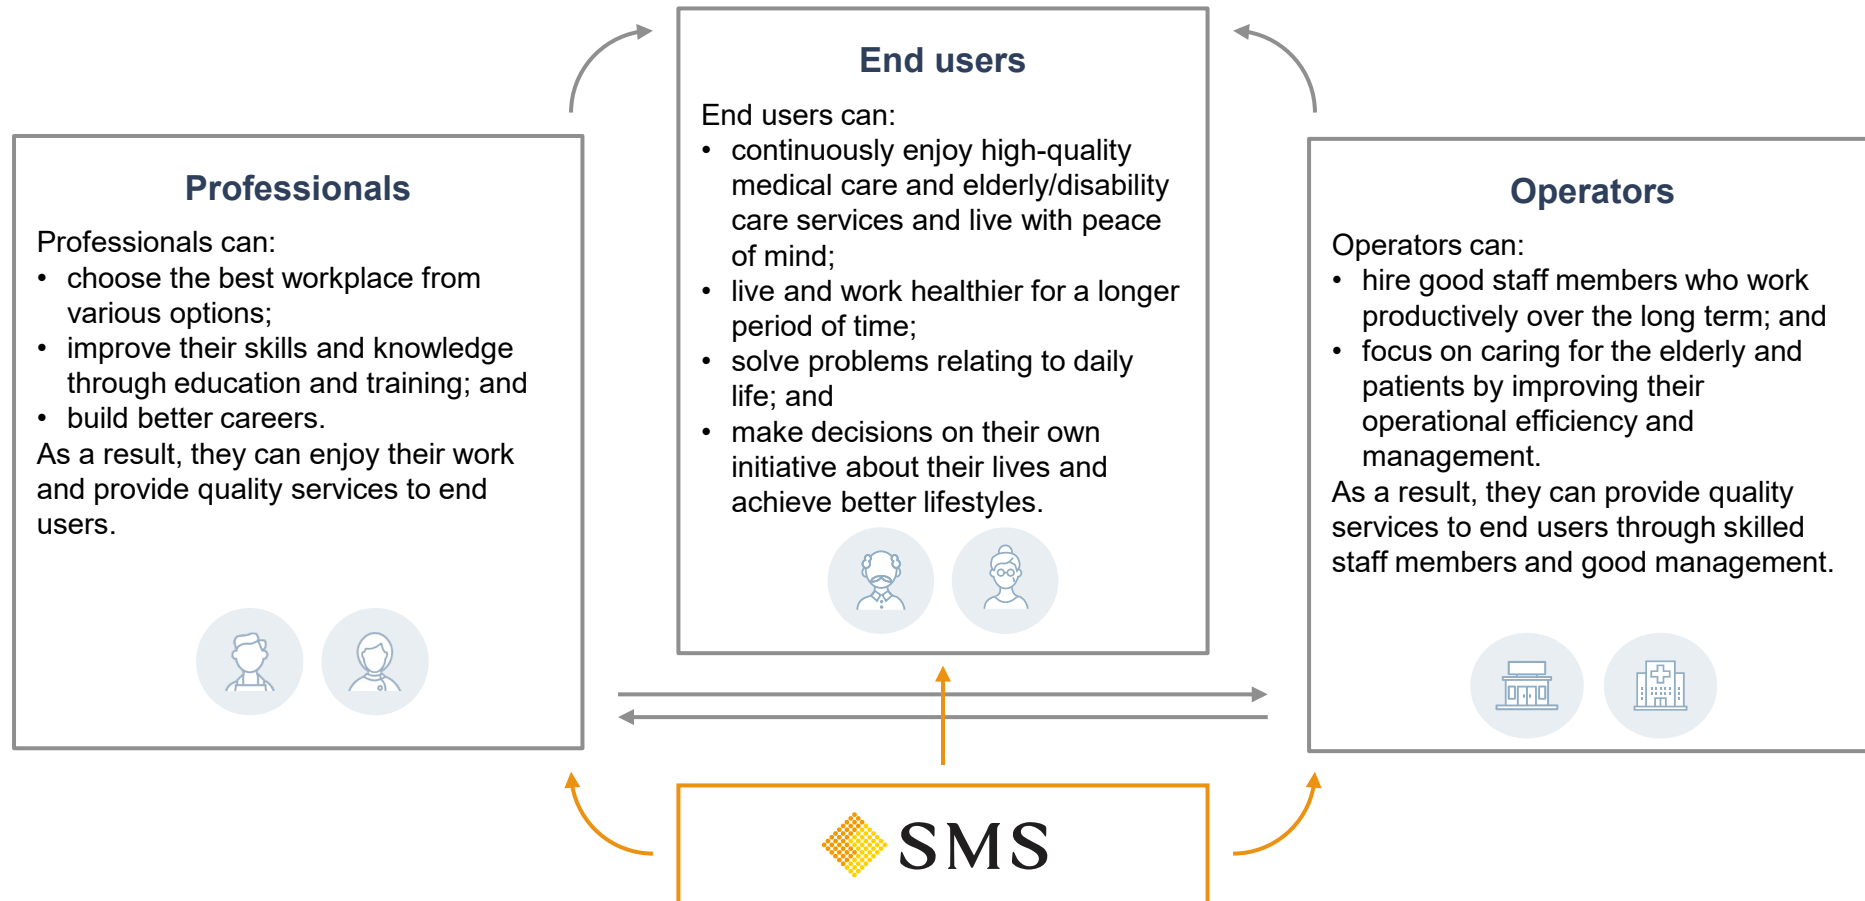 End users
End users can:
• continuously enjoy high-quality
medical care and elderly/disability
care services and live with peace
of mind;
• live and work healthier for a longer
period of time;
• solve problems relating to daily
life; and
• make decisions on their own
initiative about their lives and
achieve better lifestyles.
Professionals
Professionals can:
• choose the best workplace from
various options;
• improve their skills and knowledge
through education and training; and
• build better careers.
As a result, they can enjoy their work
and provide quality services to end
users.
Operators
Operators can:
• hire good staff members who work
productively over the long term; and
• focus on caring for the elderly and
patients by improving their
operational efficiency and
management.
As a result, they can provide quality
services to end users through skilled
staff members and good management.
SMS